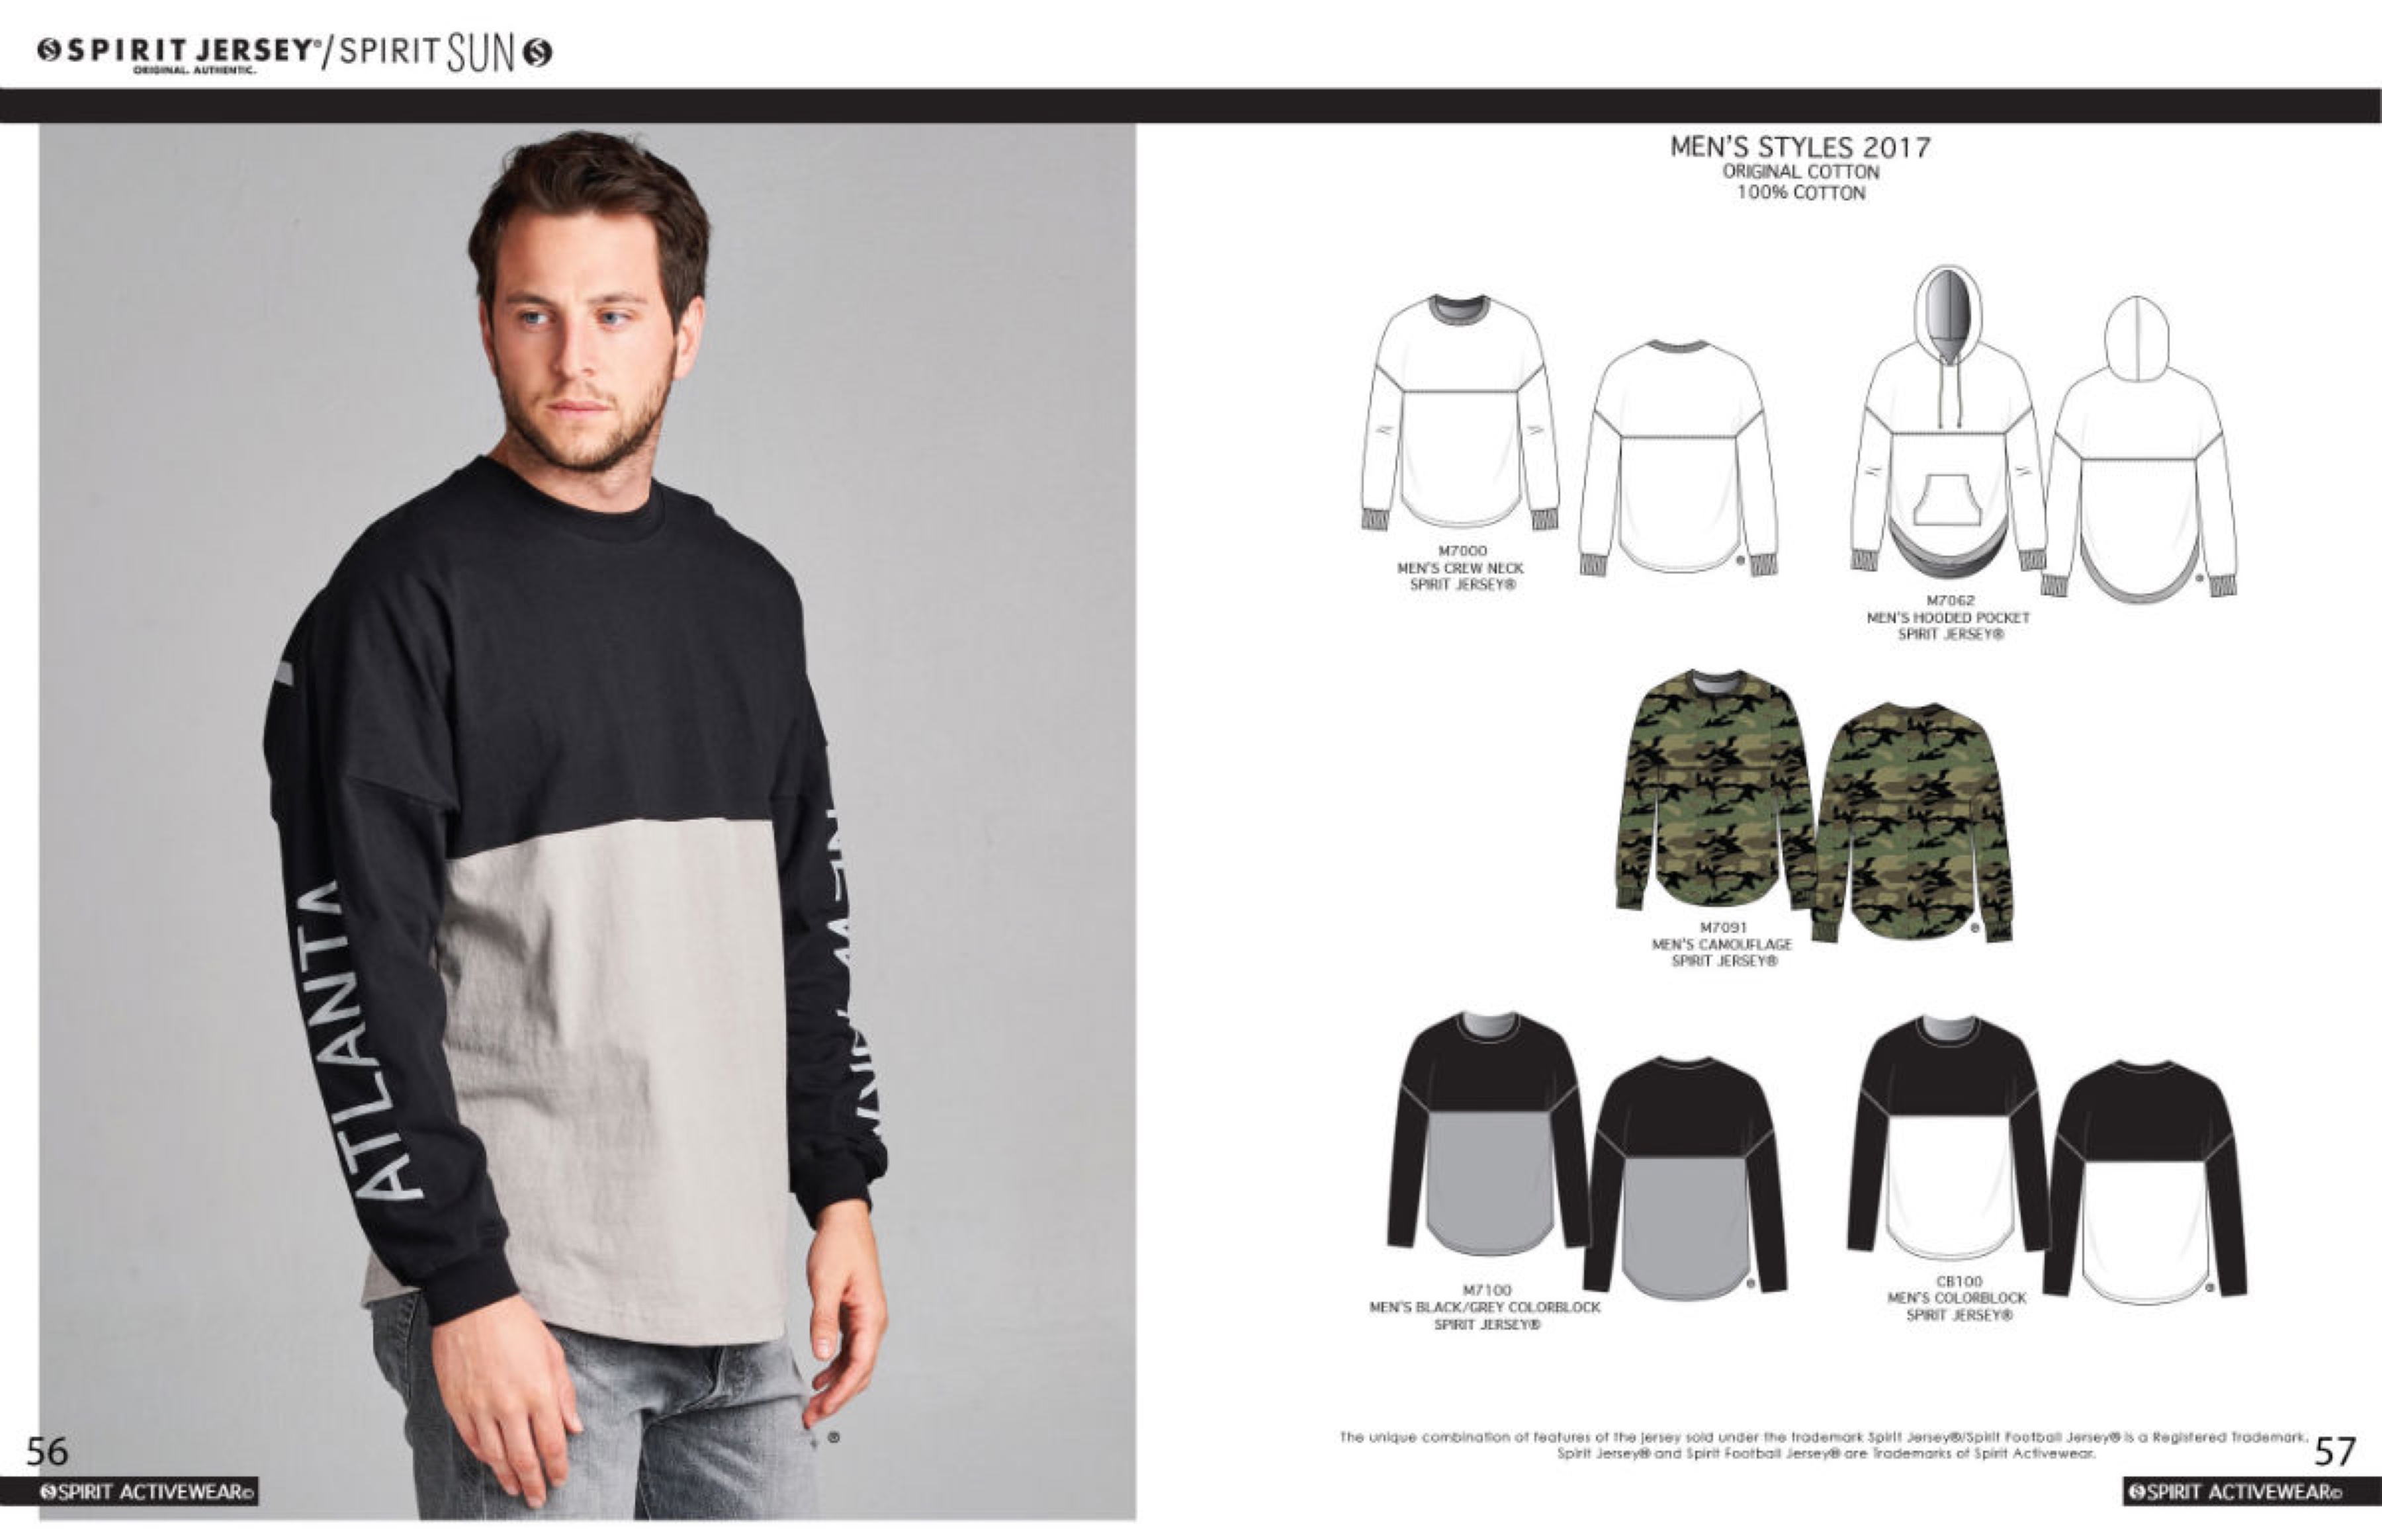 SPIRIT JERSEY®/SPIRIT SUN
ORIGINAL. AUTHENTIC.
ATLANTA
®
56
SPIRIT ACTIVEWEAR©
MEN'S STYLES 2017
ORIGINAL COTTON
100% COTTON
M7000
MEN'S CREW NECK
SPIRIT JERSEY®
®
M7062
MEN'S HOODED POCKET
SPIRIT JERSEY®
®
M7091
MEN'S CAMOUFLAGE
SPIRIT JERSEY®
®
M7100
MEN'S BLACK/GREY COLORBLOCK
SPIRIT JERSEY®
®
CB100
MEN'S COLORBLOCK
SPIRIT JERSEY®
®
The unique combination of features of the jersey sold under the trademark Spirit Jersey®/Spirit Football Jersey® is a Registered Trademark.
Spirit Jersey® and Spirit Football Jersey® are Trademarks of Spirit Activewear.
57
SPIRIT ACTIVEWEAR©